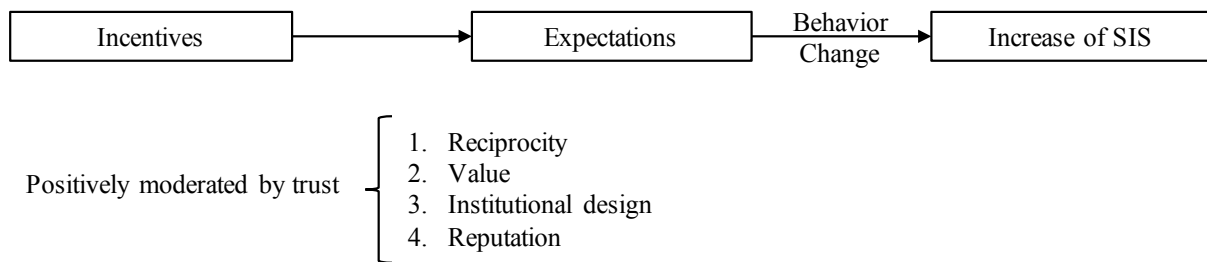 Incentives
Expectations
Behavior
Change
Increase of SIS
Positively moderated by trust
1. Reciprocity
2. Value
3. Institutional design
4. Reputation